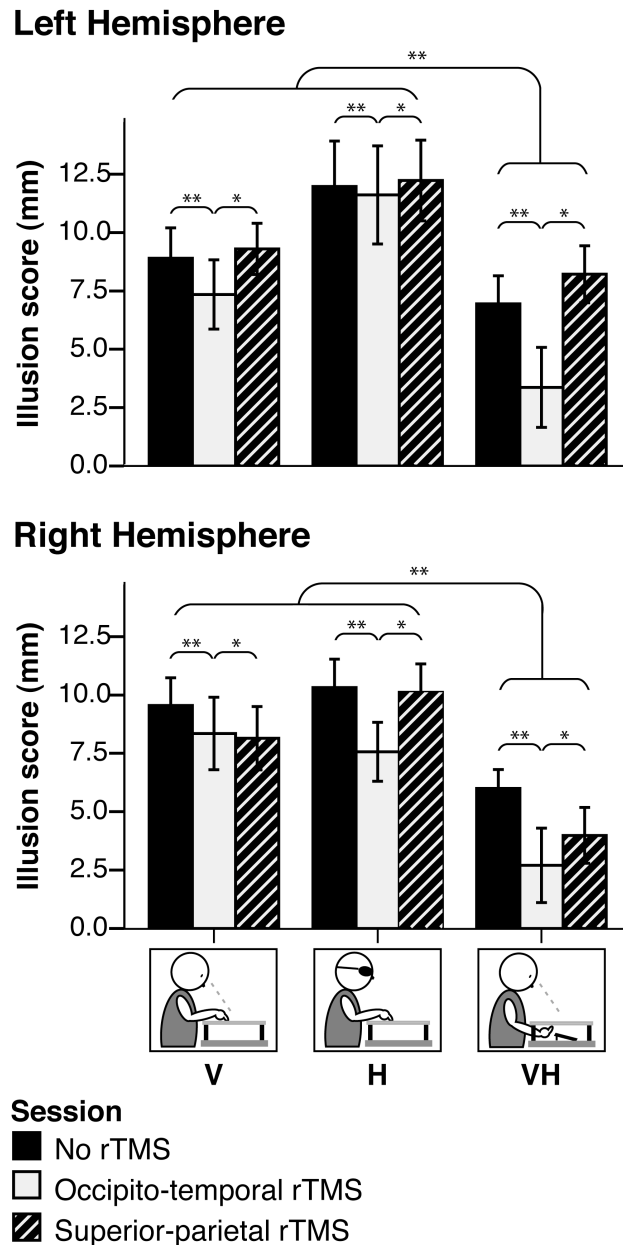 Left Hemisphere
**
** *
** *
** *
Illusion score (mm)
12.5
10.0
7.5
5.0
2.5
0.0
Right Hemisphere
**
** *
** *
** *
Illusion score (mm)
12.5
10.0
7.5
5.0
2.5
0.0
V H VH
Session
No rTMS
Occipito-temporal rTMS
Superior-parietal rTMS